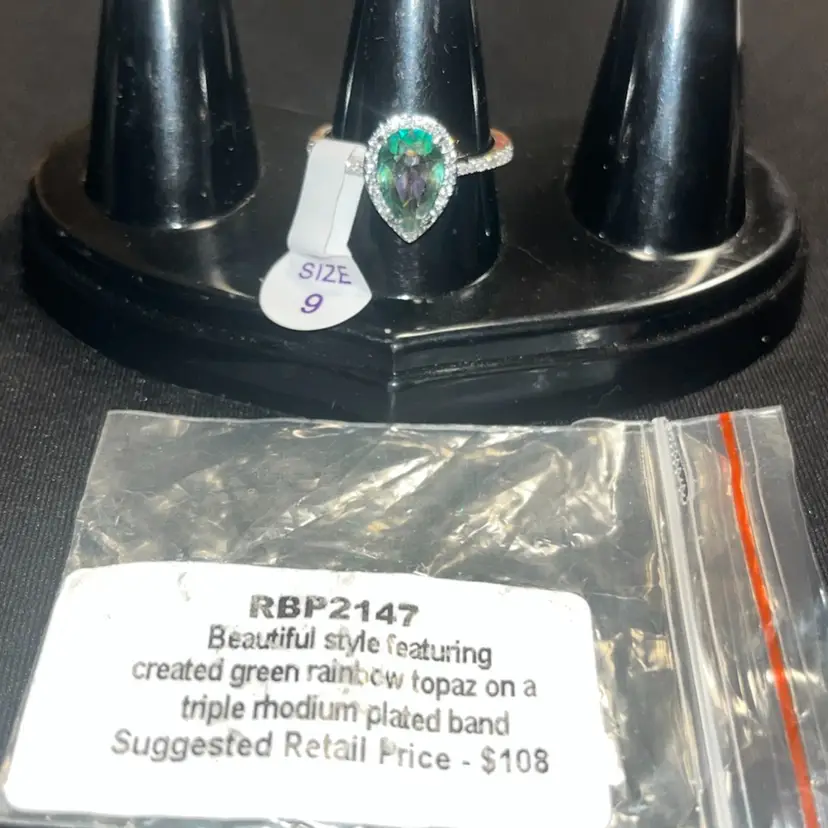 SIZE
9
RBP2147
Beautiful style featuring
created green rainbow topaz on a
triple rhodium plated band
Suggested Retail Price - $108